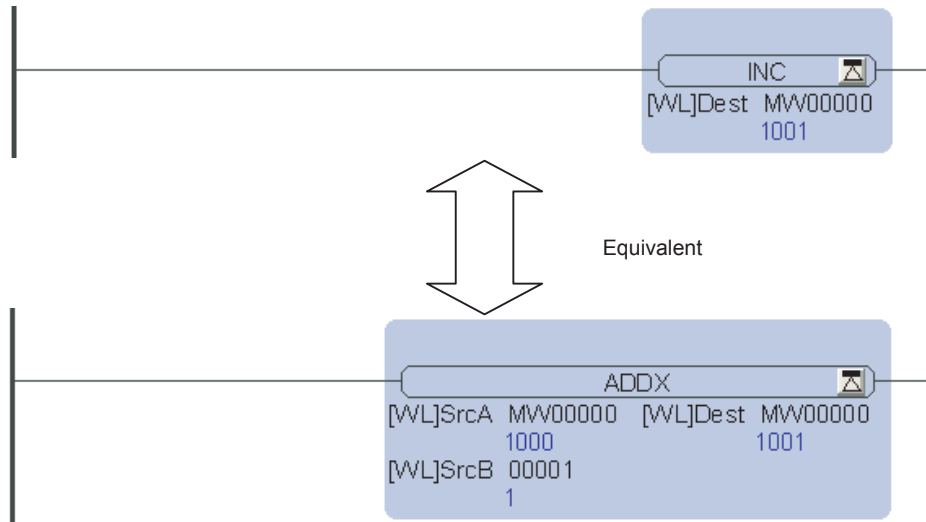 INC
[WL]Dest MW00000
1001
Equivalent
ADDX
[WL]SrcA MW00000 [WL]Dest MW00000
1000 1001
[WL]SrcB 00001
1